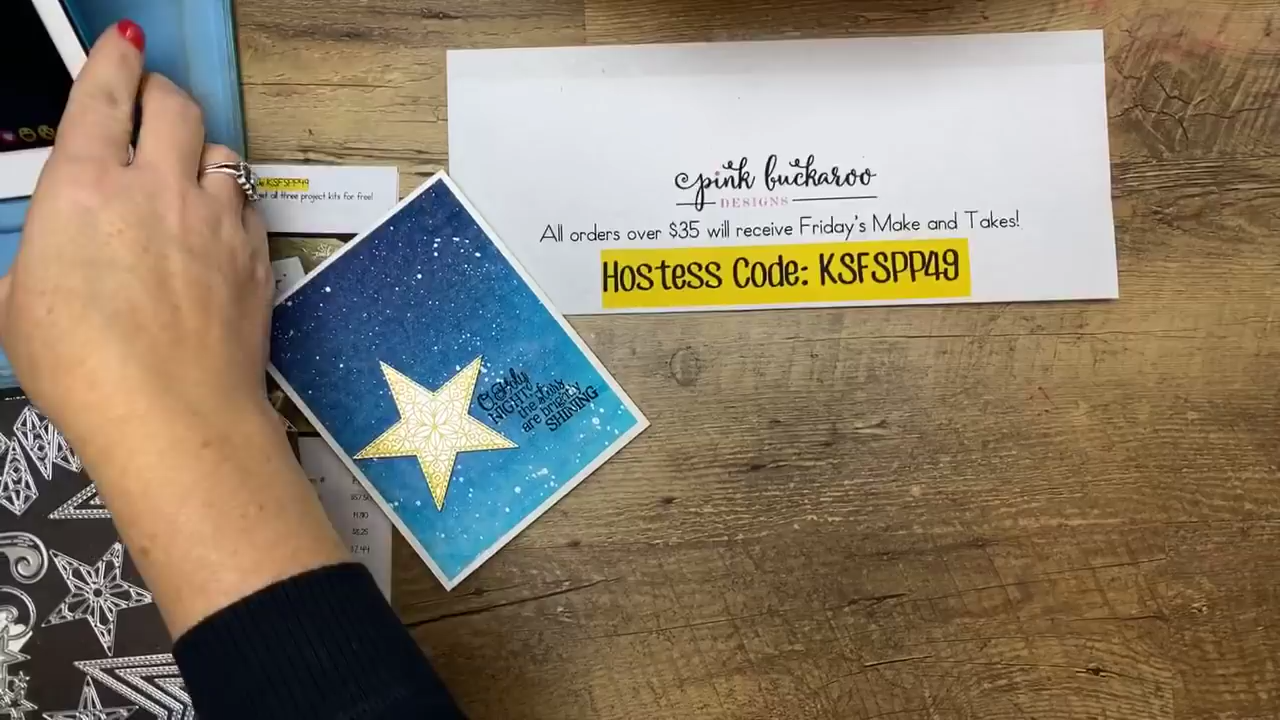 pink buckaroo
DESIGNS
All orders over $35 will receive Friday's Make and Takes!
Hostess Code: KSFSPP49
KSFSPP49
get all three project kits for free!
O Holy
NIGHT
the stars
are brightly
SHINING